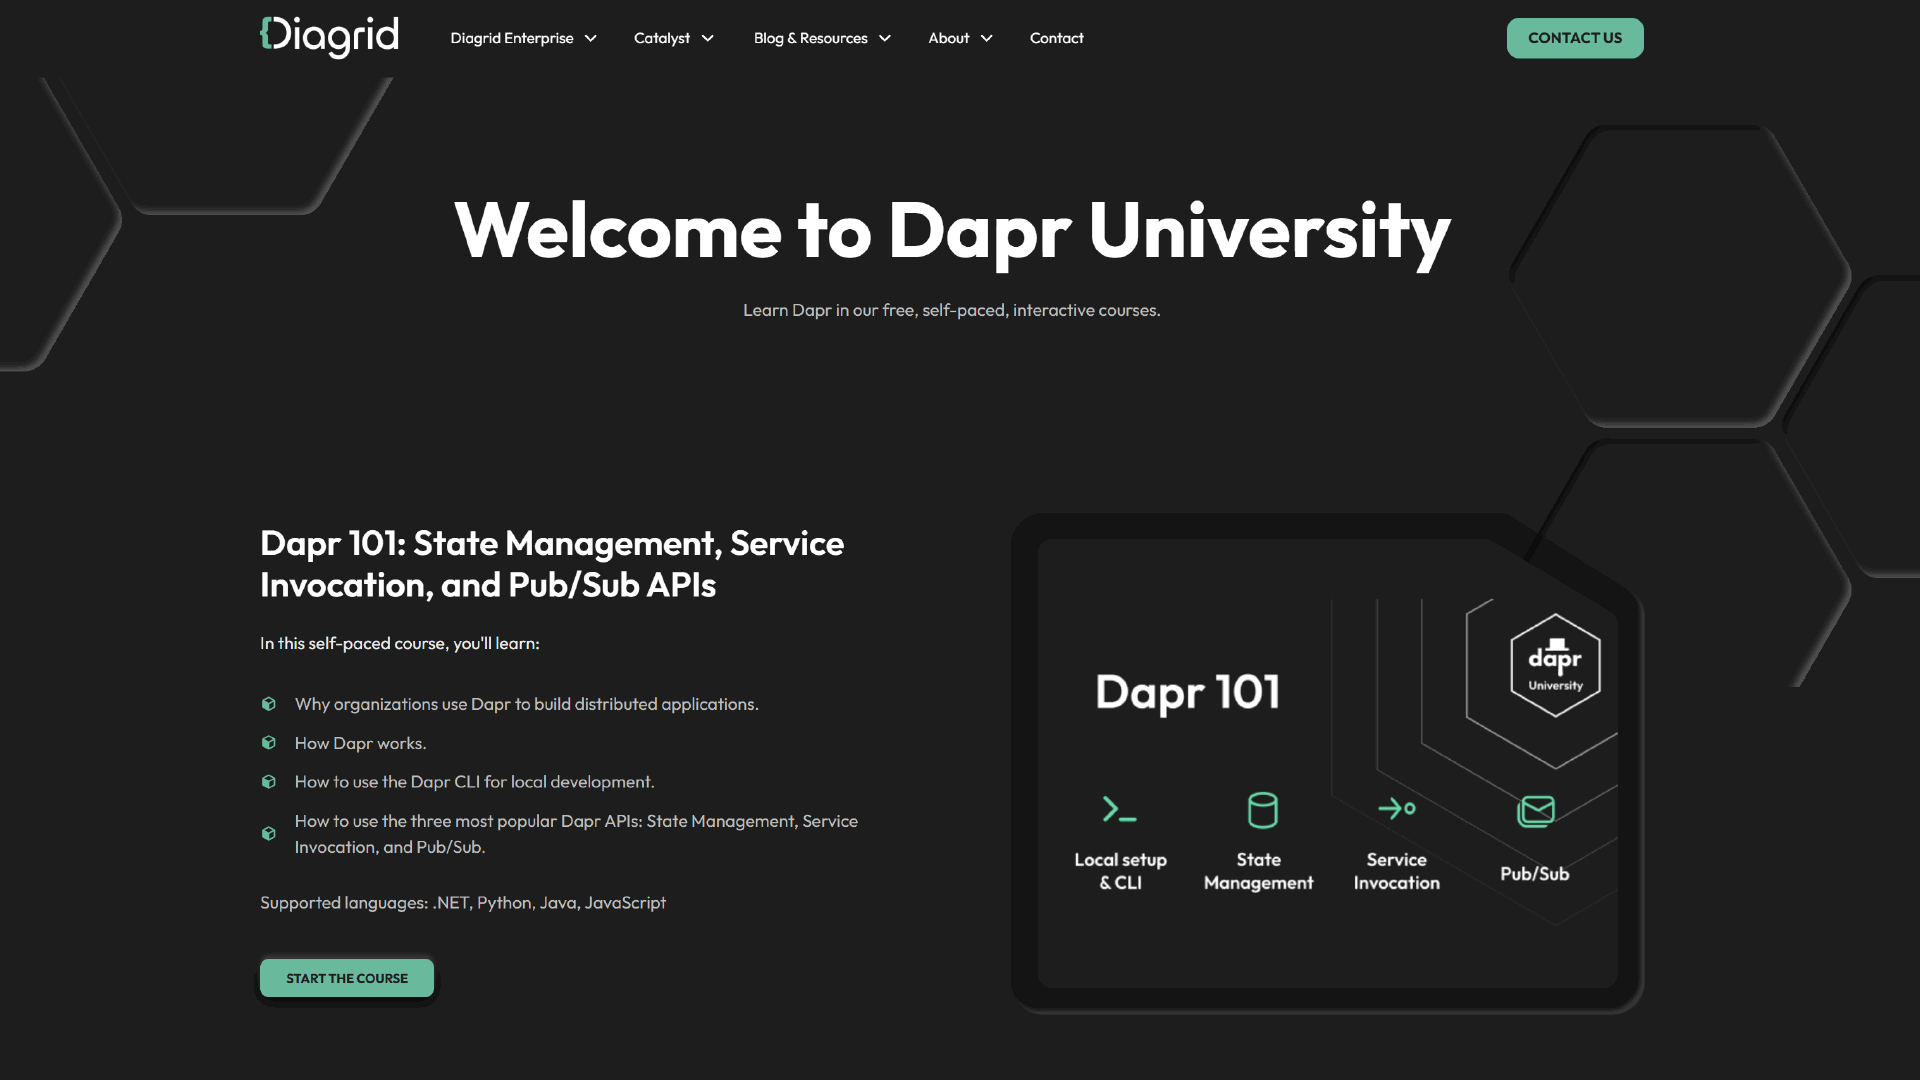 Diagrid
Diagrid Enterprise
Catalyst
Blog & Resources
About
Contact
CONTACT US
Welcome to Dapr University
Learn Dapr in our free, self-paced, interactive courses.
Dapr 101: State Management, Service
Invocation, and Pub/Sub APIs
In this self-paced course, you'll learn:
Why organizations use Dapr to build distributed applications.
How Dapr works.
How to use the Dapr CLI for local development.
How to use the three most popular Dapr APIs: State Management, Service
Invocation, and Pub/Sub.
Supported languages: .NET, Python, Java, JavaScript
START THE COURSE
dapr
University
Dapr 101
Local setup
& CLI
State
Management
Service
Invocation
Pub/Sub